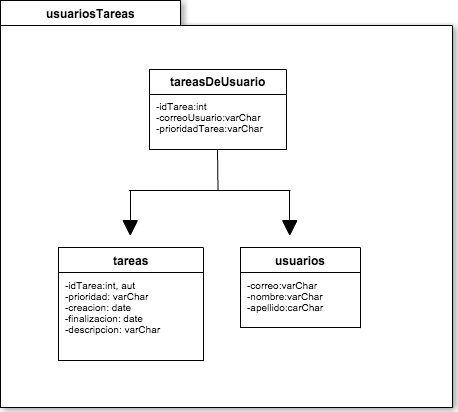 usuariosTareas
tareasDeUsuario
-idTarea:int
-correoUsuario:varChar
-prioridadTarea:varChar
tareas
-idTarea:int, aut
-prioridad: varChar
-creacion: date
-finalizacion: date
-descripcion: varChar
usuarios
-correo:varChar
-nombre:varChar
-apellido:carChar